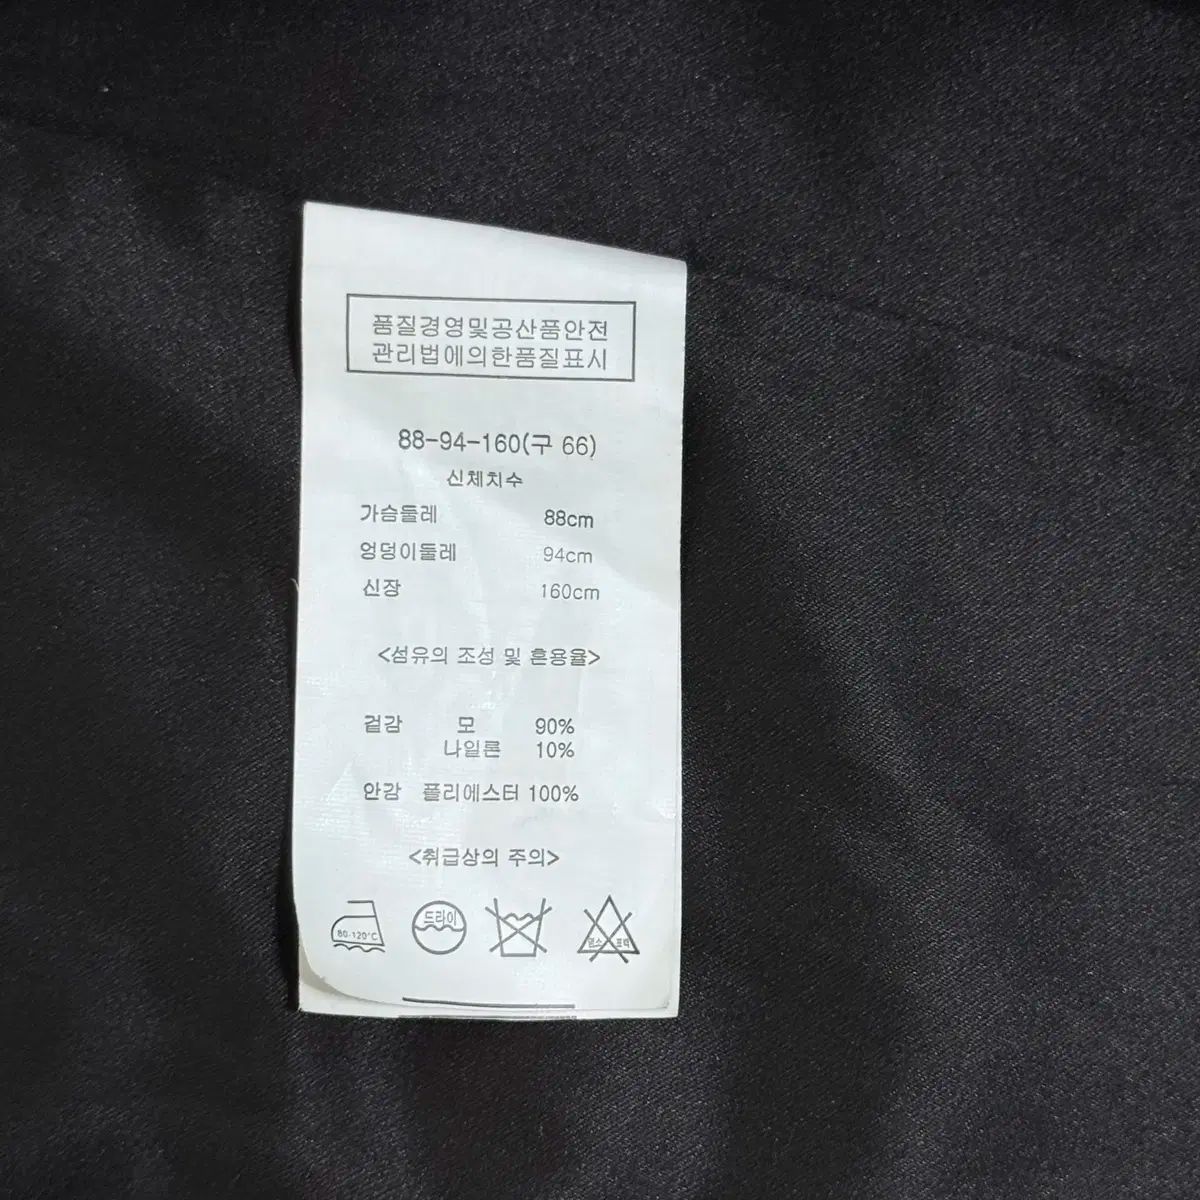 품질경영및공산품안전
관리법에의한품질표시
88-94-160(구 66)
신체치수
가슴둘레 88cm
엉덩이둘레 94cm
신장 160cm
<섬유의 조성 및 혼용율>
겉감 모 90%
나일론 10%
안감 폴리에스터 100%
<취급상의 주의>
80-120℃ 드라이 염소 표백